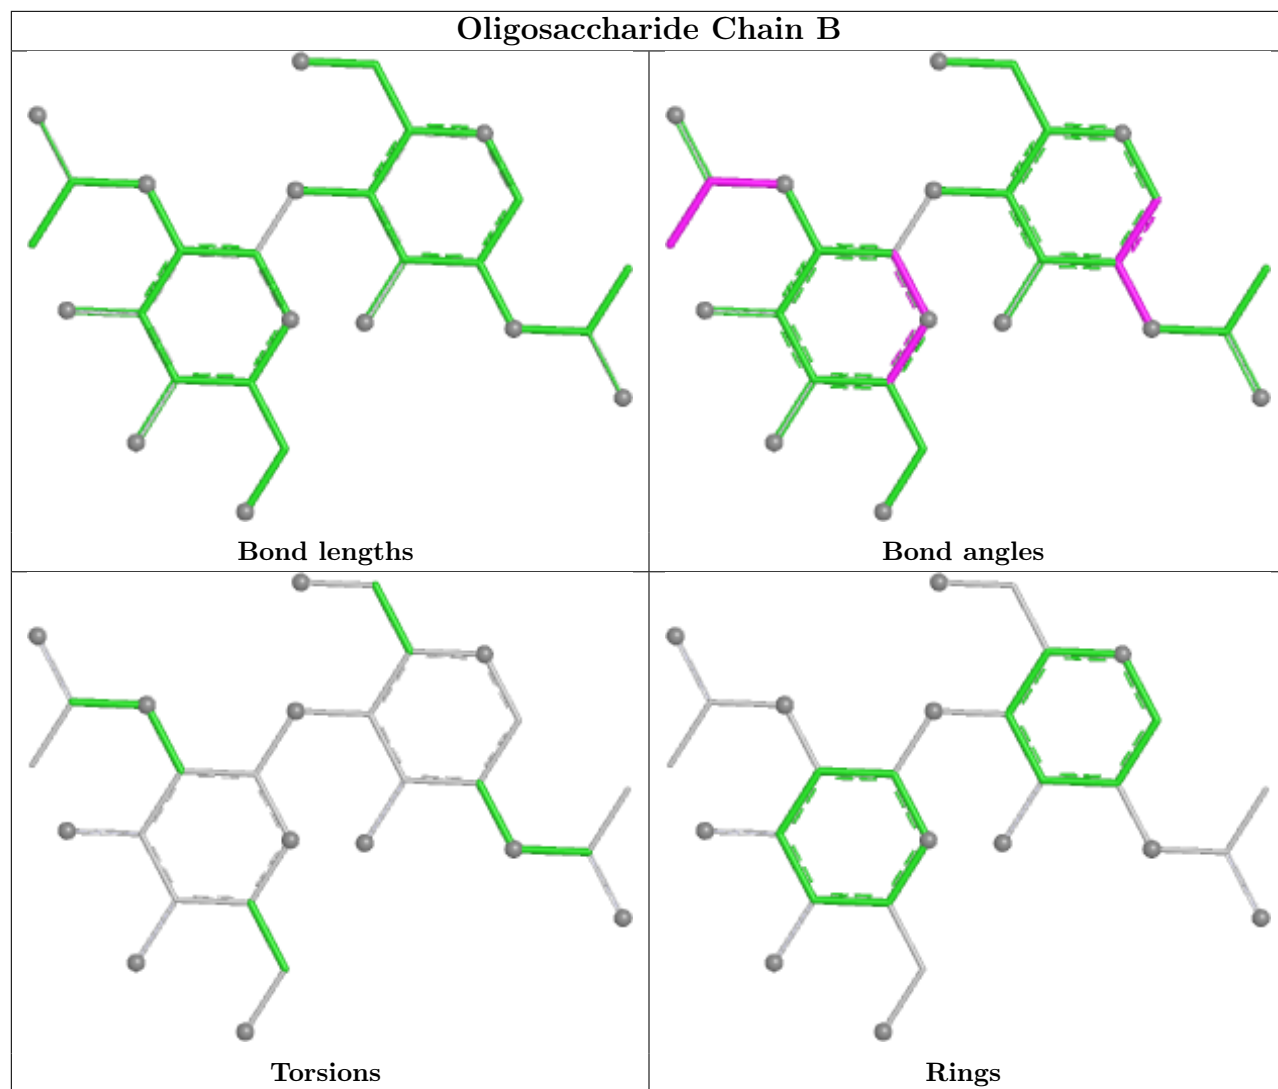 Oligosaccharide Chain B
Bond lengths
Bond angles
Torsions
Rings